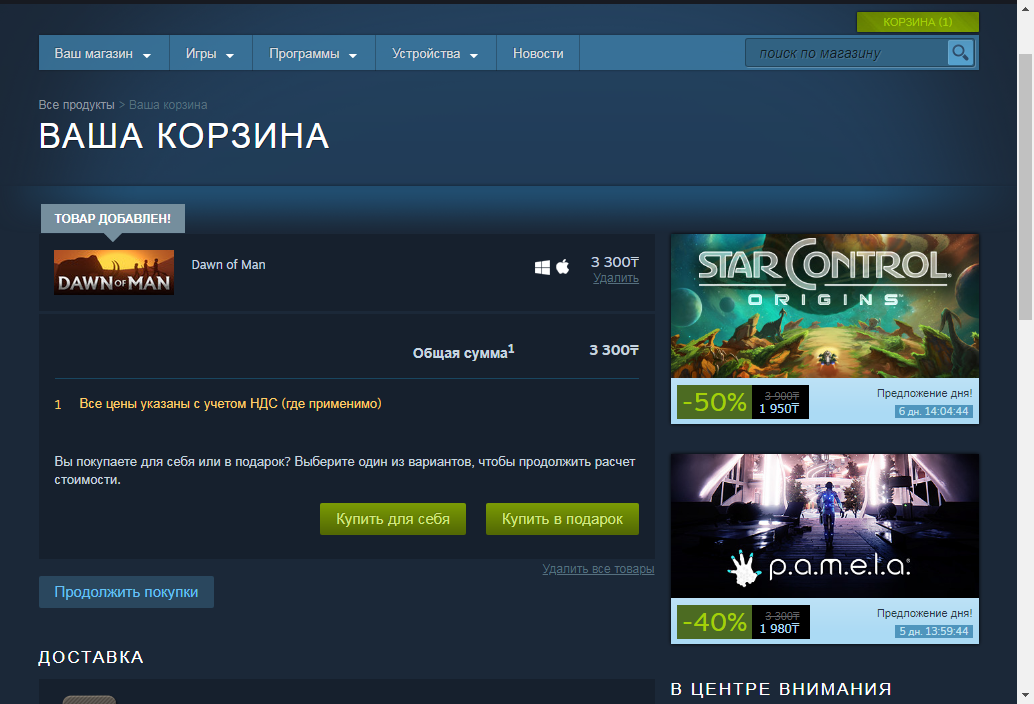 КОРЗИНА (1)
Ваш магазин
Игры
Программы
Устройства
Новости
поиск по магазину
Все продукты > Ваша корзина
ВАША КОРЗИНА
ТОВАР ДОБАВЛЕН!
DAWN OF MAN
Dawn of Man
3 300₸
Удалить
Общая сумма1
3 300₸
1 Все цены указаны с учетом НДС (где применимо)
Вы покупаете для себя или в подарок? Выберите один из вариантов, чтобы продолжить расчет
стоимости.
Купить для себя
Купить в подарок
Удалить все товары
Продолжить покупки
ДОСТАВКА
STAR CONTROL
ORIGINS
-50%
3 900₸
1 950₸
Предложение дня!
6 дн. 14:04:44
p.a.m.e.l.a.
-40%
3 300₸
1 980₸
Предложение дня!
5 дн. 13:59:44
В ЦЕНТРЕ ВНИМАНИЯ